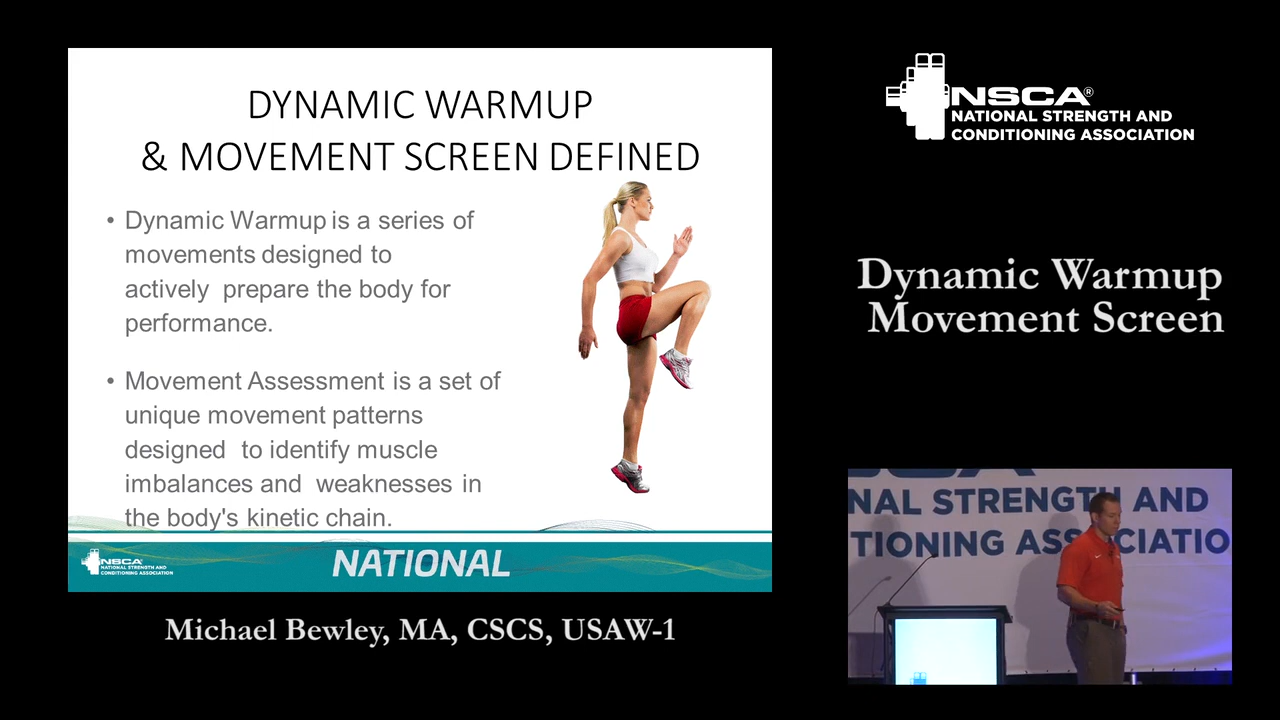 DYNAMIC WARMUP
& MOVEMENT SCREEN DEFINED
• Dynamic Warmup is a series of
movements designed to
actively prepare the body for
performance.
• Movement Assessment is a set of
unique movement patterns
designed to identify muscle
imbalances and weaknesses in
the body's kinetic chain.
NSCA
NATIONAL STRENGTH AND
CONDITIONING ASSOCIATION
NATIONAL
Michael Bewley, MA, CSCS, USAW-1
NSCA®
NATIONAL STRENGTH AND
CONDITIONING ASSOCIATION
Dynamic Warmup
Movement Screen
NAL STRENGTH AND
TIONING ASSOCIATIO